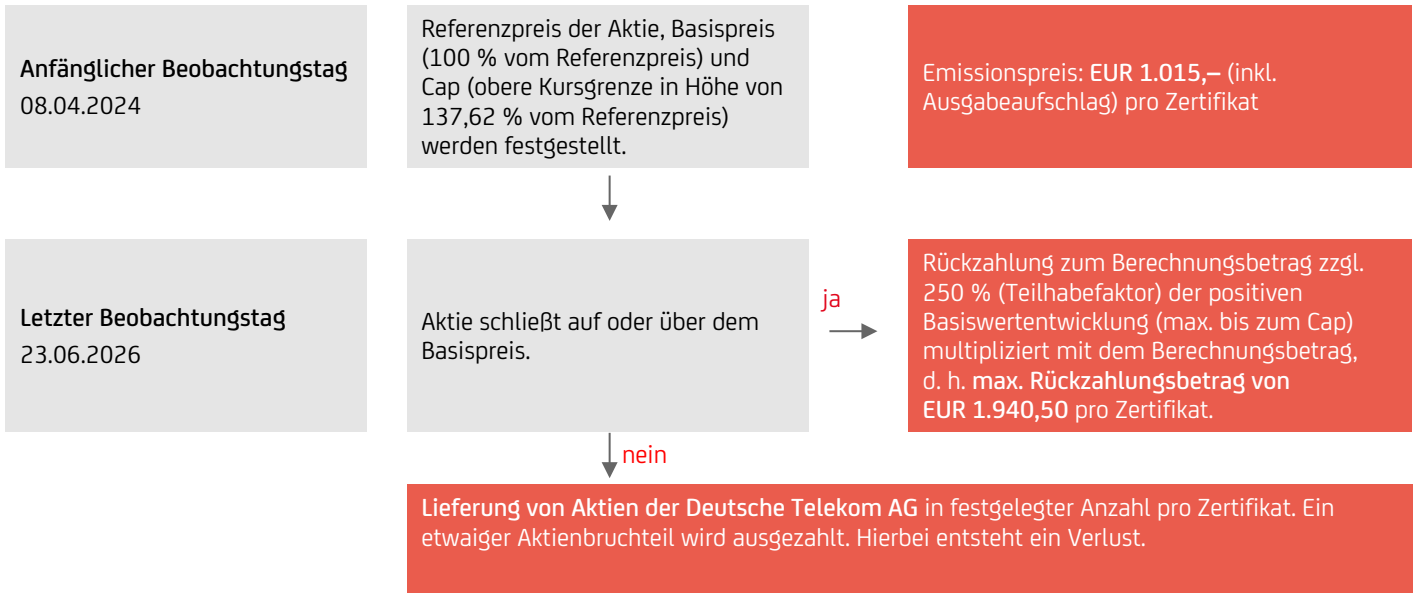 Anfänglicher Beobachtungstag
08.04.2024
Referenzpreis der Aktie, Basispreis
(100 % vom Referenzpreis) und
Cap (obere Kursgrenze in Höhe von
137,62 % vom Referenzpreis)
werden festgestellt.
Emissionspreis: EUR 1.015,– (inkl.
Ausgabeaufschlag) pro Zertifikat
Letzter Beobachtungstag
23.06.2026
Aktie schließt auf oder über dem
Basispreis.
ja
Rückzahlung zum Berechnungsbetrag zzgl.
250 % (Teilhabefaktor) der positiven
Basiswertentwicklung (max. bis zum Cap)
multipliziert mit dem Berechnungsbetrag,
d. h. max. Rückzahlungsbetrag von
EUR 1.940,50 pro Zertifikat.
nein
Lieferung von Aktien der Deutsche Telekom AG in festgelegter Anzahl pro Zertifikat. Ein
etwaiger Aktienbruchteil wird ausgezahlt. Hierbei entsteht ein Verlust.